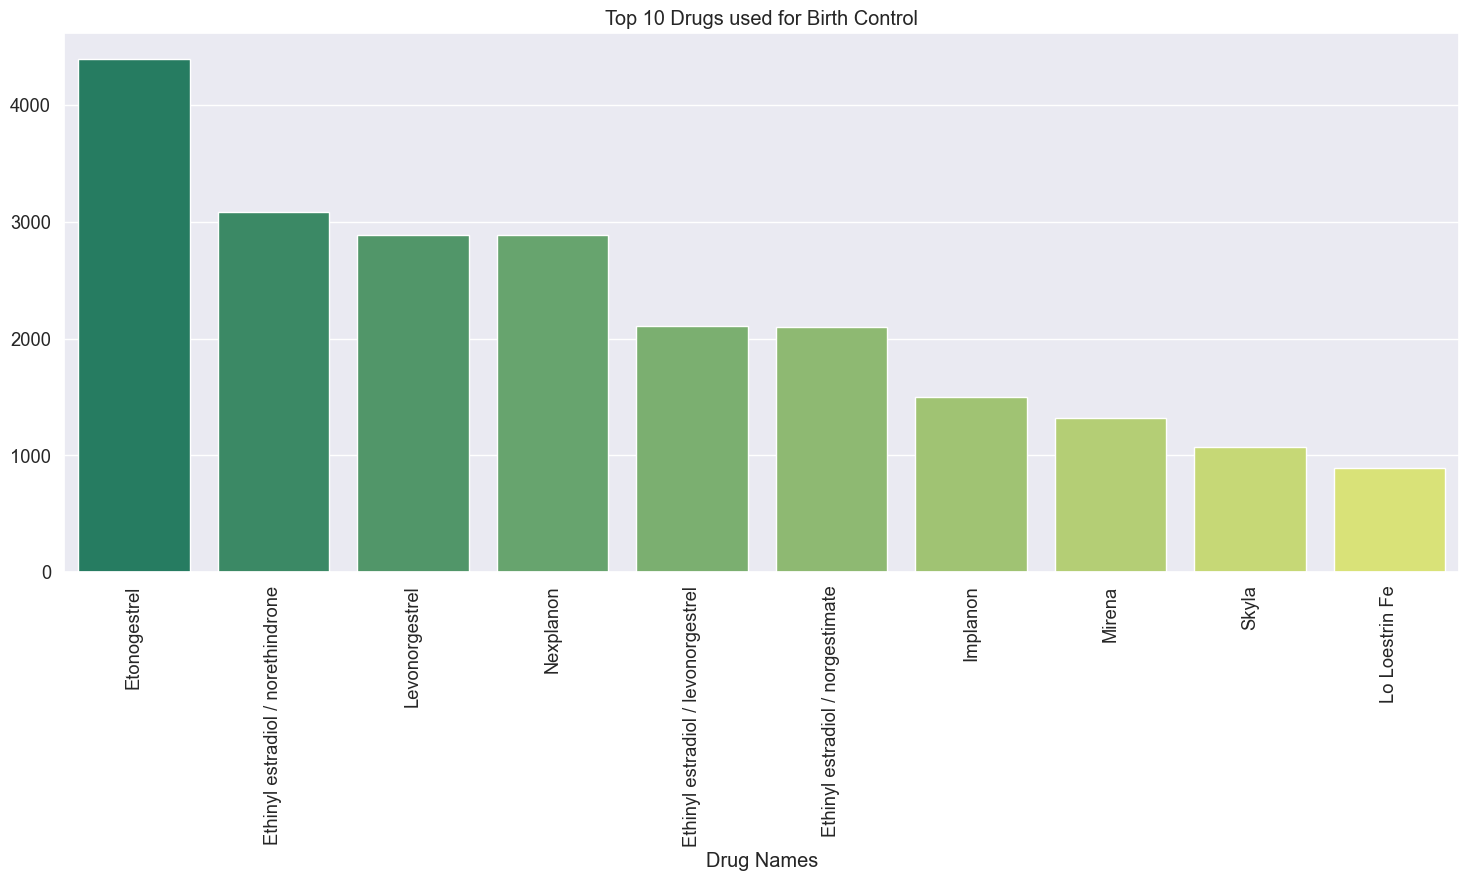 Top 10 Drugs used for Birth Control
4000
3000
2000
1000
0
Etonogestrel
Ethinyl estradiol / norethindrone
Levonorgestrel
Nexplanon
Ethinyl estradiol / levonorgestrel
Ethinyl estradiol / norgestimate
Implanon
Mirena
Skyla
Lo Loestrin Fe
Drug Names